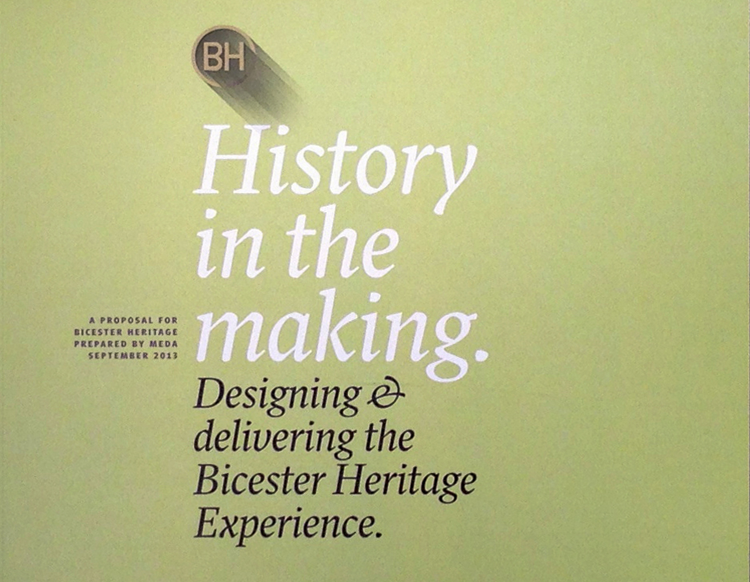 BH
History
in the
making.
A PROPOSAL FOR
BICESTER HERITAGE
PREPARED BY MEDA
SEPTEMBER 2013
Designing &
delivering the
Bicester Heritage
Experience.